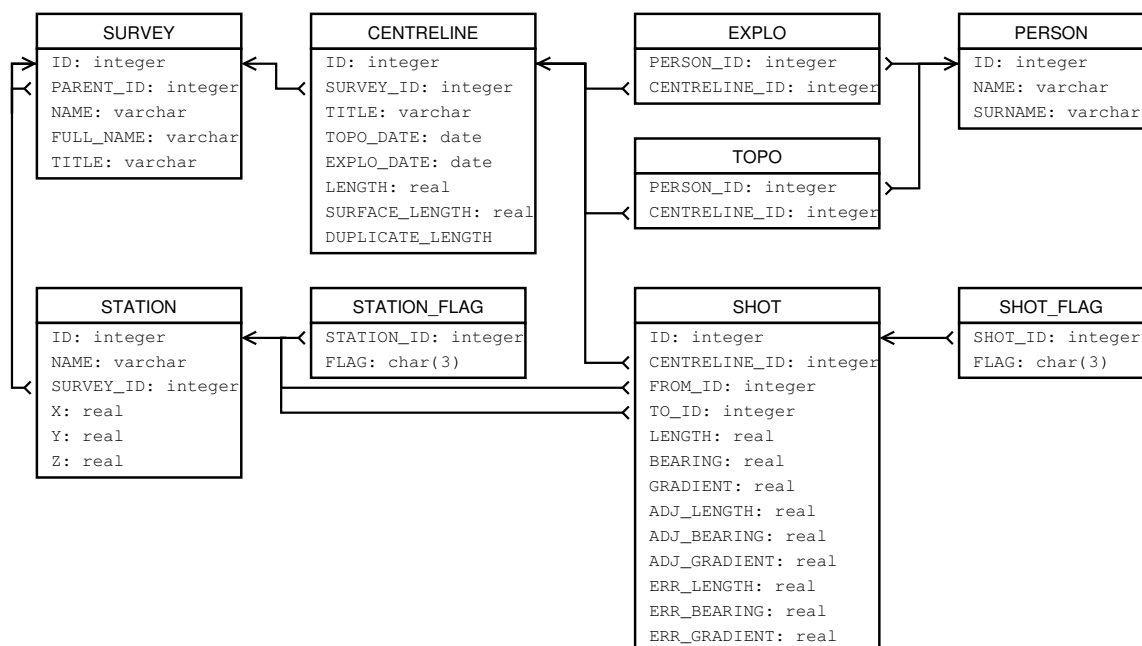 SURVEY
ID: integer
PARENT_ID: integer
NAME: varchar
FULL_NAME: varchar
TITLE: varchar
CENTRELINE
ID: integer
SURVEY_ID: integer
TITLE: varchar
TOPO_DATE: date
EXPLO_DATE: date
LENGTH: real
SURFACE_LENGTH: real
DUPLICATE_LENGTH
EXPLO
PERSON_ID: integer
CENTRELINE_ID: integer
PERSON
ID: integer
NAME: varchar
SURNAME: varchar
TOPO
PERSON_ID: integer
CENTRELINE_ID: integer
STATION
ID: integer
NAME: varchar
SURVEY_ID: integer
X: real
Y: real
Z: real
STATION_FLAG
STATION_ID: integer
FLAG: char(3)
SHOT
ID: integer
CENTRELINE_ID: integer
FROM_ID: integer
TO_ID: integer
LENGTH: real
BEARING: real
GRADIENT: real
ADJ_LENGTH: real
ADJ_BEARING: real
ADJ_GRADIENT: real
ERR_LENGTH: real
ERR_BEARING: real
ERR_GRADIENT: real
SHOT_FLAG
SHOT_ID: integer
FLAG: char(3)